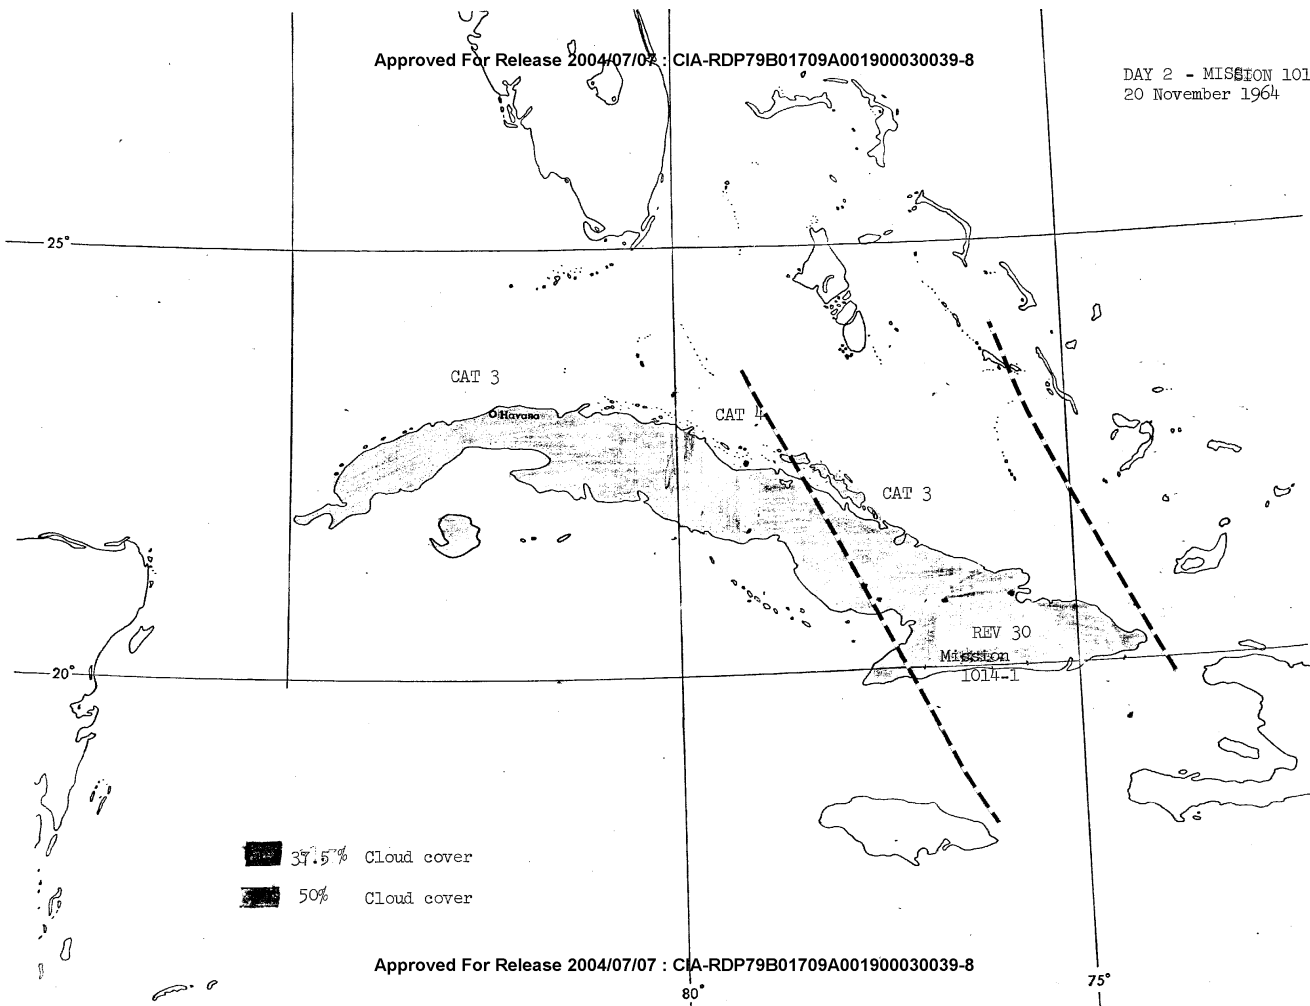 Approved For Release 2004/07/07 : CIA-RDP79B01709A001900030039-8
DAY 2 - MISSION 101
20 November 1964
25°
CAT 3
Havana
CAT 4
CAT 3
REV 30
Mission
1014-1
20°
37.5% Cloud cover
50% Cloud cover
Approved For Release 2004/07/07 : CIA-RDP79B01709A001900030039-8
75°
80°